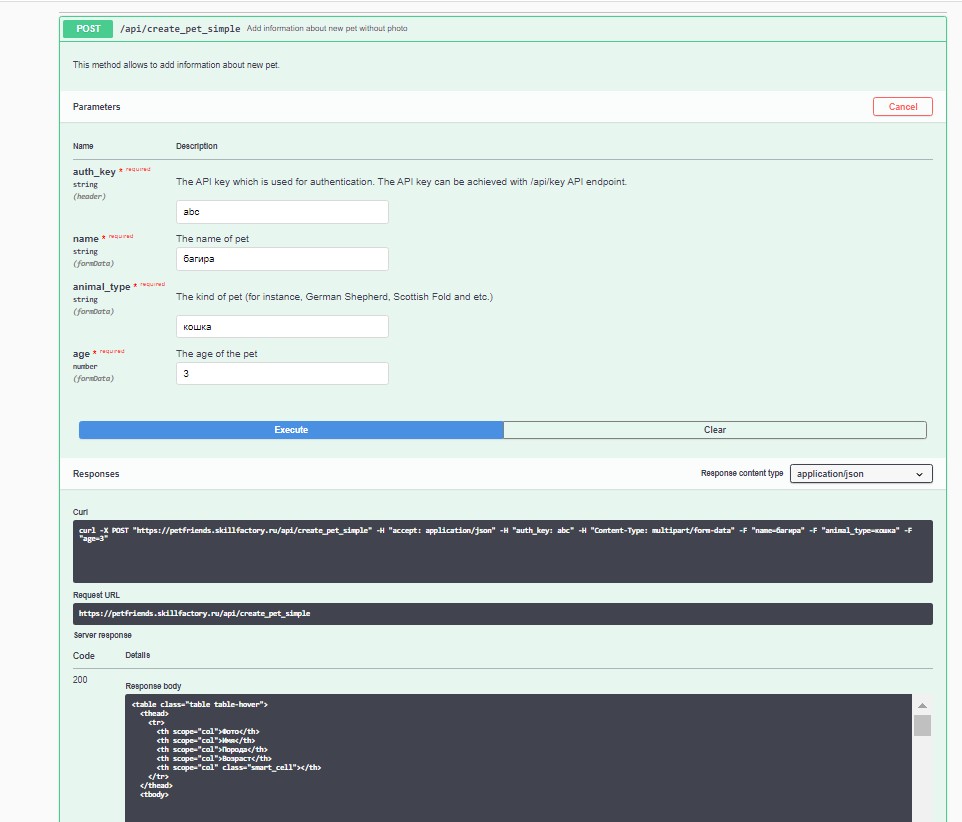 POST /api/create_pet_simple Add information about new pet without photo
This method allows to add information about new pet.
Parameters Cancel
Name Description
auth_key * required
string
(header)
The API key which is used for authentication. The API key can be achieved with /api/key API endpoint.
abc
name * required
string
(formData)
The name of pet
багира
animal_type * required
string
(formData)
The kind of pet (for instance, German Shepherd, Scottish Fold and etc.)
кошка
age * required
number
(formData)
The age of the pet
3
Execute Clear
Responses Response content type application/json
Curl
curl -X POST "https://petfriends.skillfactory.ru/api/create_pet_simple" -H "accept: application/json" -H "auth_key: abc" -H "Content-Type: multipart/form-data" -F "name=багира" -F "animal_type=кошка" -F
"age=3"
Request URL
https://petfriends.skillfactory.ru/api/create_pet_simple
Server response
Code Details
200
Response body
<table class="table table-hover">
<thead>
<tr>
<th scope="col">Фото</th>
<th scope="col">Имя</th>
<th scope="col">Порода</th>
<th scope="col">Возраст</th>
<th scope="col" class="smart_cell"></th>
</tr>
</thead>
<tbody>